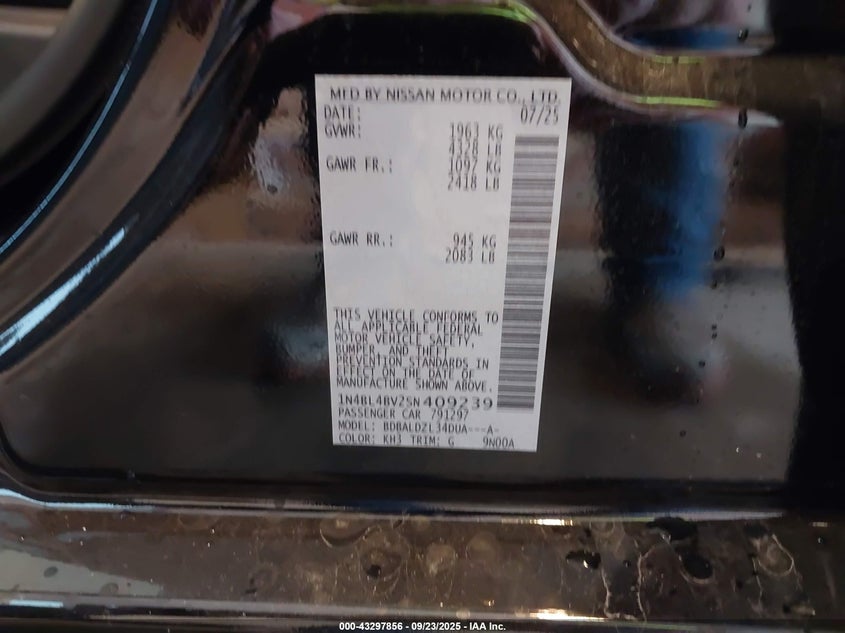 MFD BY NISSAN MOTOR CO., LTD.
DATE: 07/25
GVWR: 1963 KG
4328 LB
GAWR FR.: 1097 KG
2418 LB
GAWR RR.: 945 KG
2083 LB
THIS VEHICLE CONFORMS TO
ALL APPLICABLE FEDERAL
MOTOR VEHICLE SAFETY,
BUMPER, AND THEFT
PREVENTION STANDARDS IN
EFFECT ON THE DATE OF
MANUFACTURE SHOWN ABOVE.
1N4BL4BV2SN409239
PASSENGER CAR 791297
MODEL: BDBALDZL34DUA---A-
COLOR: KH3 TRIM: G 9N00A
000-43297856 - 09/23/2025 - IAA Inc.